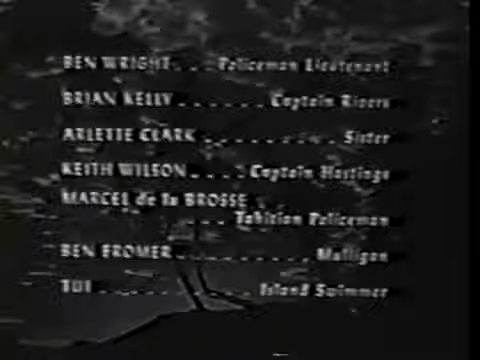 BEN WRIGHT . . . Policeman Lieutenant
BRIAN KELLY . . . . . . . Captain Rivers
ARLETTE CLARK . . . . . . . . . Sister
KEITH WILSON . . . . Captain Hastings
MARCEL de la BROSSE
. . . Tahitian Policeman
BEN BROMER . . . . . . . . . . Mulligan
TUI . . . . . . . . . . . Island Swimmer